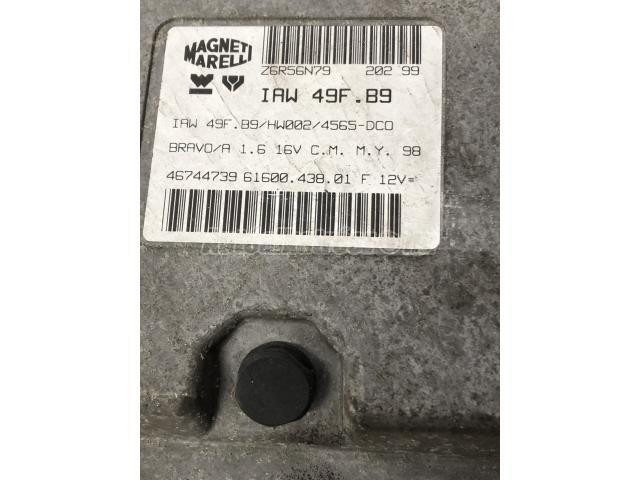 MAGNETI
MARELLI
Z6R56N79 202 99
IAW 49F.B9
IAW 49F.B9/HW002/4565-DCO
BRAVO/A 1.6 16V C.M. M.Y. 98
46744739 61600.438.01 F 12V=